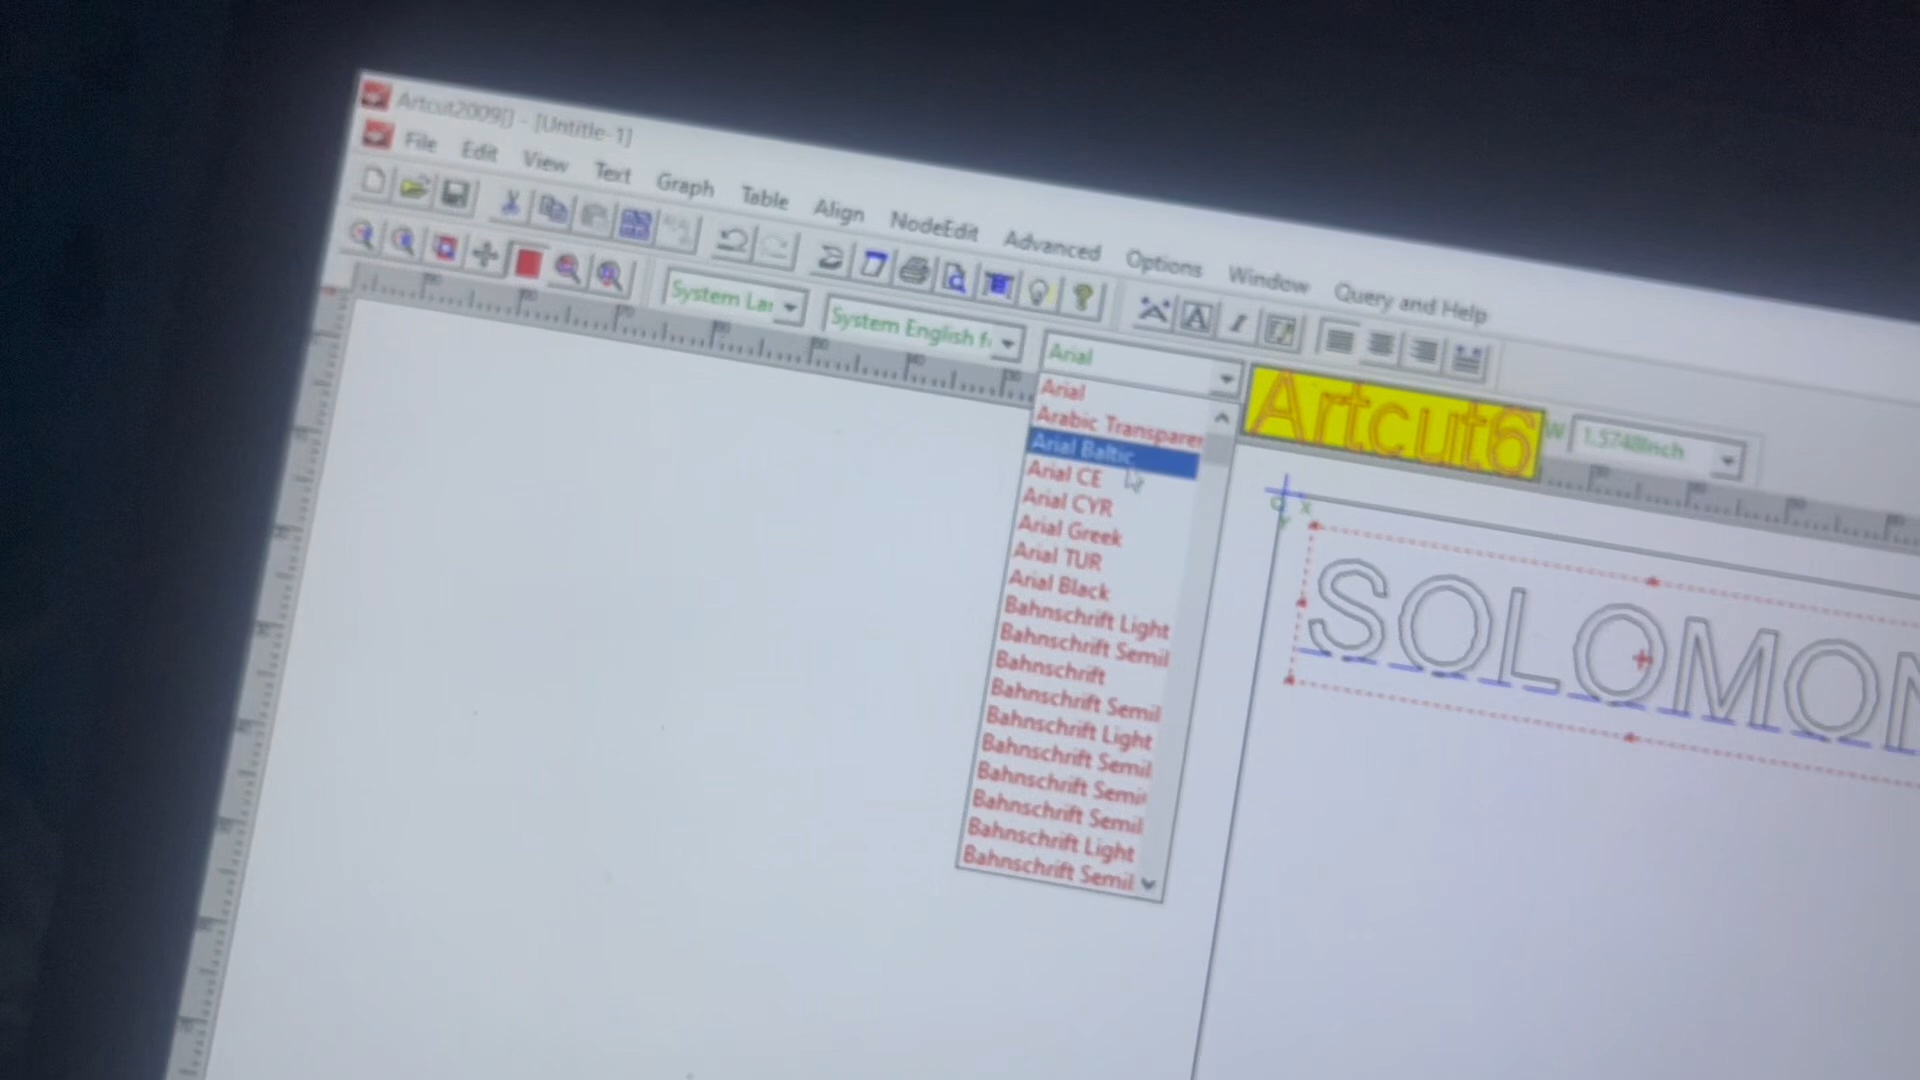 Artcut2009[] - [Untitle-1]
File Edit View Text Graph Table Align NodeEdit Advanced Options Window Query and Help
System Lar System English f Arial
Artcut6 W 1.5748inch
Arial
Arabic Transparer
Arial Baltic
Arial CE
Arial CYR
Arial Greek
Arial TUR
Arial Black
Bahnschrift Light
Bahnschrift Semil
Bahnschrift
Bahnschrift Semil
Bahnschrift Light
Bahnschrift Semil
Bahnschrift Semi
Bahnschrift Semil
Bahnschrift Light
Bahnschrift Semil
X
Y
SOLOMON